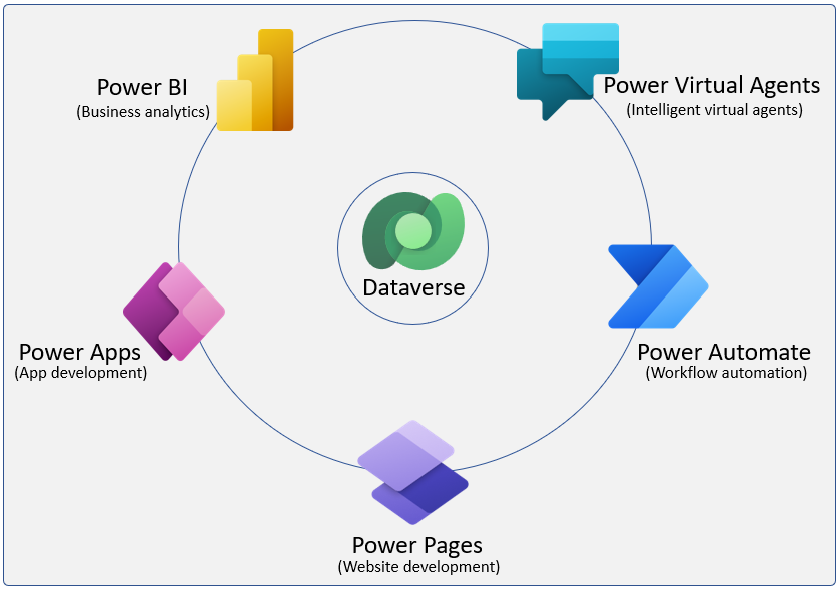 Power BI
(Business analytics)
Power Virtual Agents
(Intelligent virtual agents)
Dataverse
Power Apps
(App development)
Power Automate
(Workflow automation)
Power Pages
(Website development)